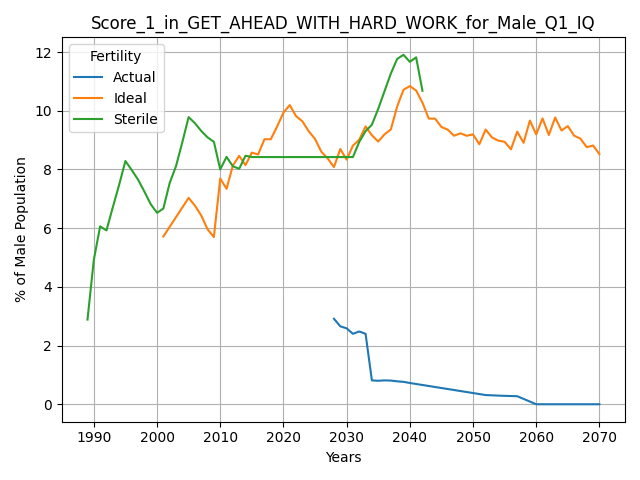 Score_1_in_GET_AHEAD_WITH_HARD_WORK_for_Male_Q1_IQ
Fertility
Actual
Ideal
Sterile
% of Male Population
12
10
8
6
4
2
0
1990 2000 2010 2020 2030 2040 2050 2060 2070
Years